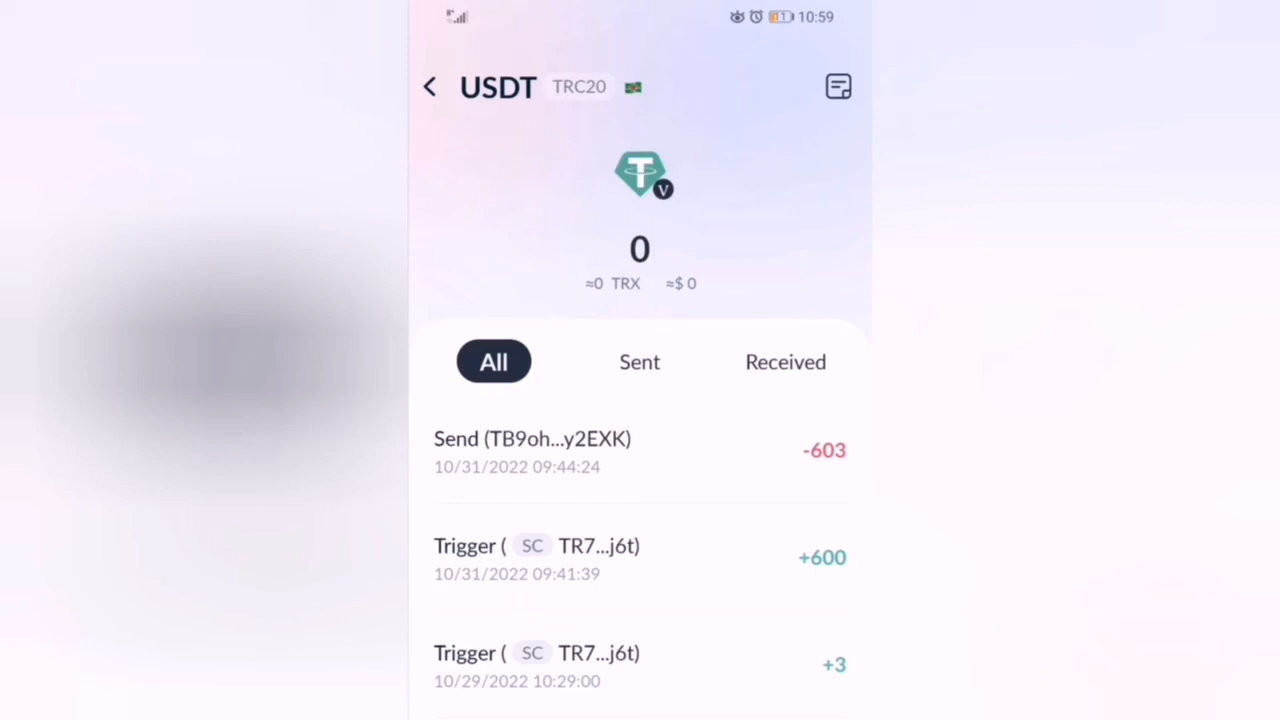 10:59
USDT TRC20
T
V
0
≈0 TRX ≈$ 0
All Sent Received
Send (TB9oh...y2EXK)
-603
10/31/2022 09:44:24
Trigger ( SC TR7...j6t)
+600
10/31/2022 09:41:39
Trigger ( SC TR7...j6t)
+3
10/29/2022 10:29:00